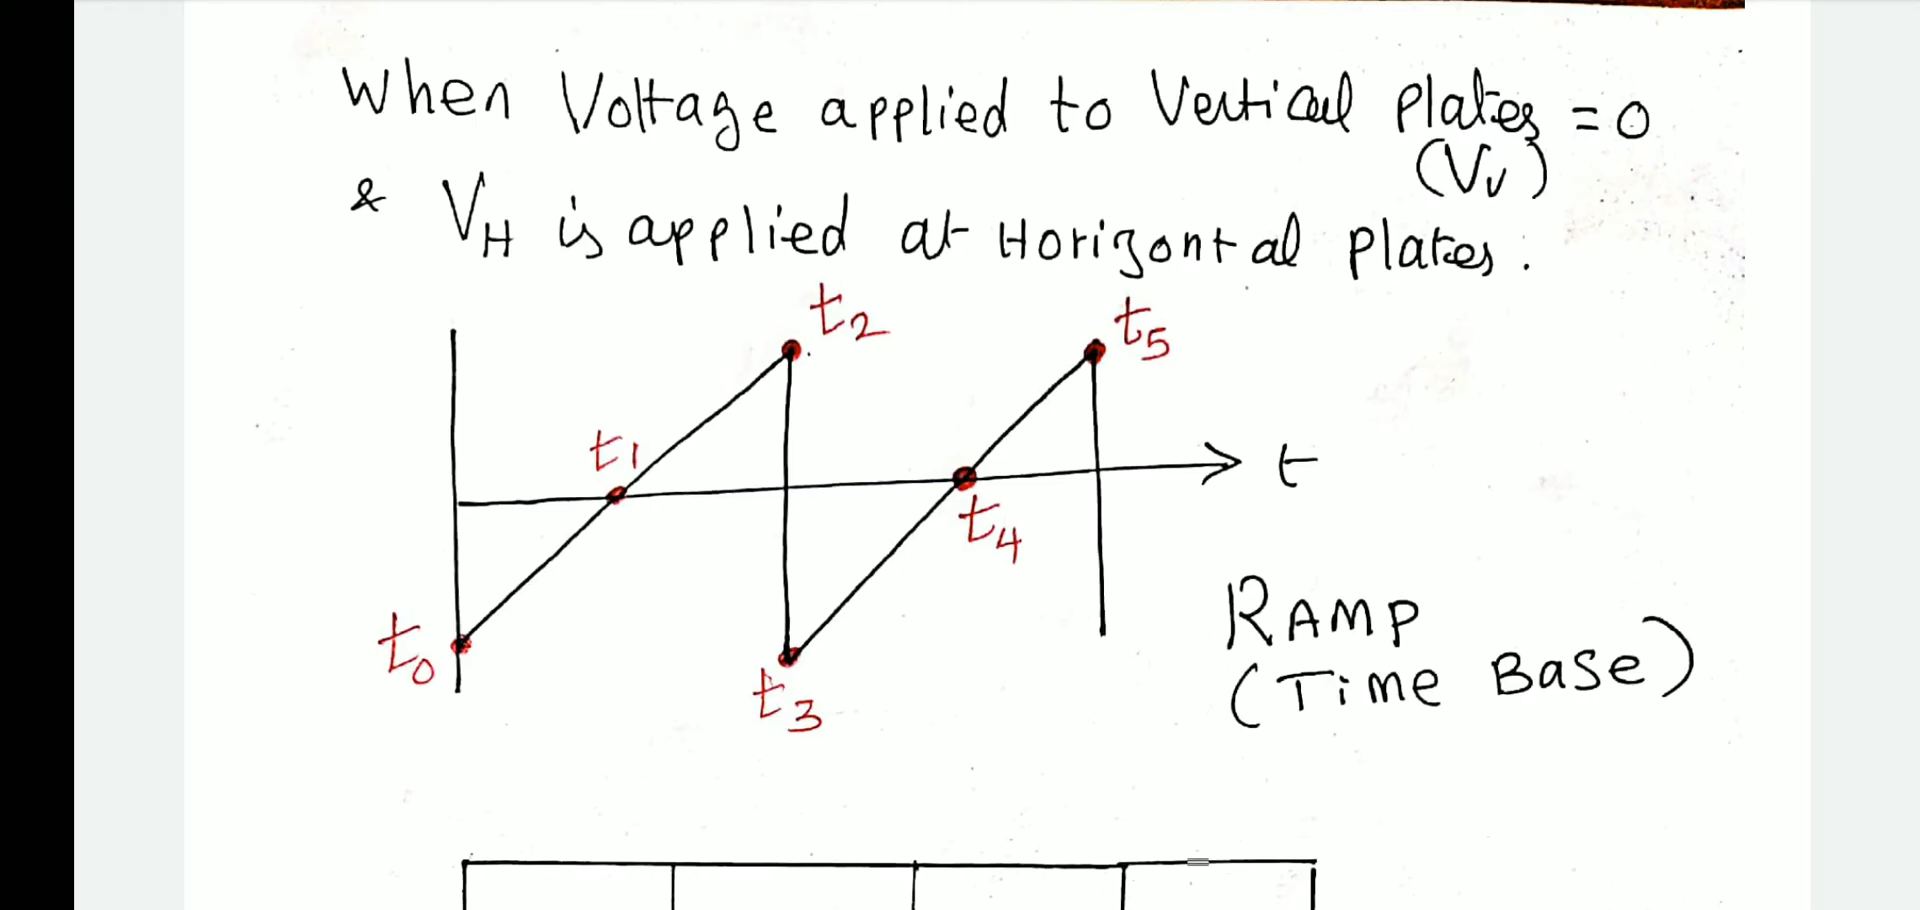 When Voltage applied to Vertical Plates = 0
(Vv)
& VH is applied at Horizontal Plates.
t2
t5
t1
t
t4
t0
t3
RAMP
(Time Base)